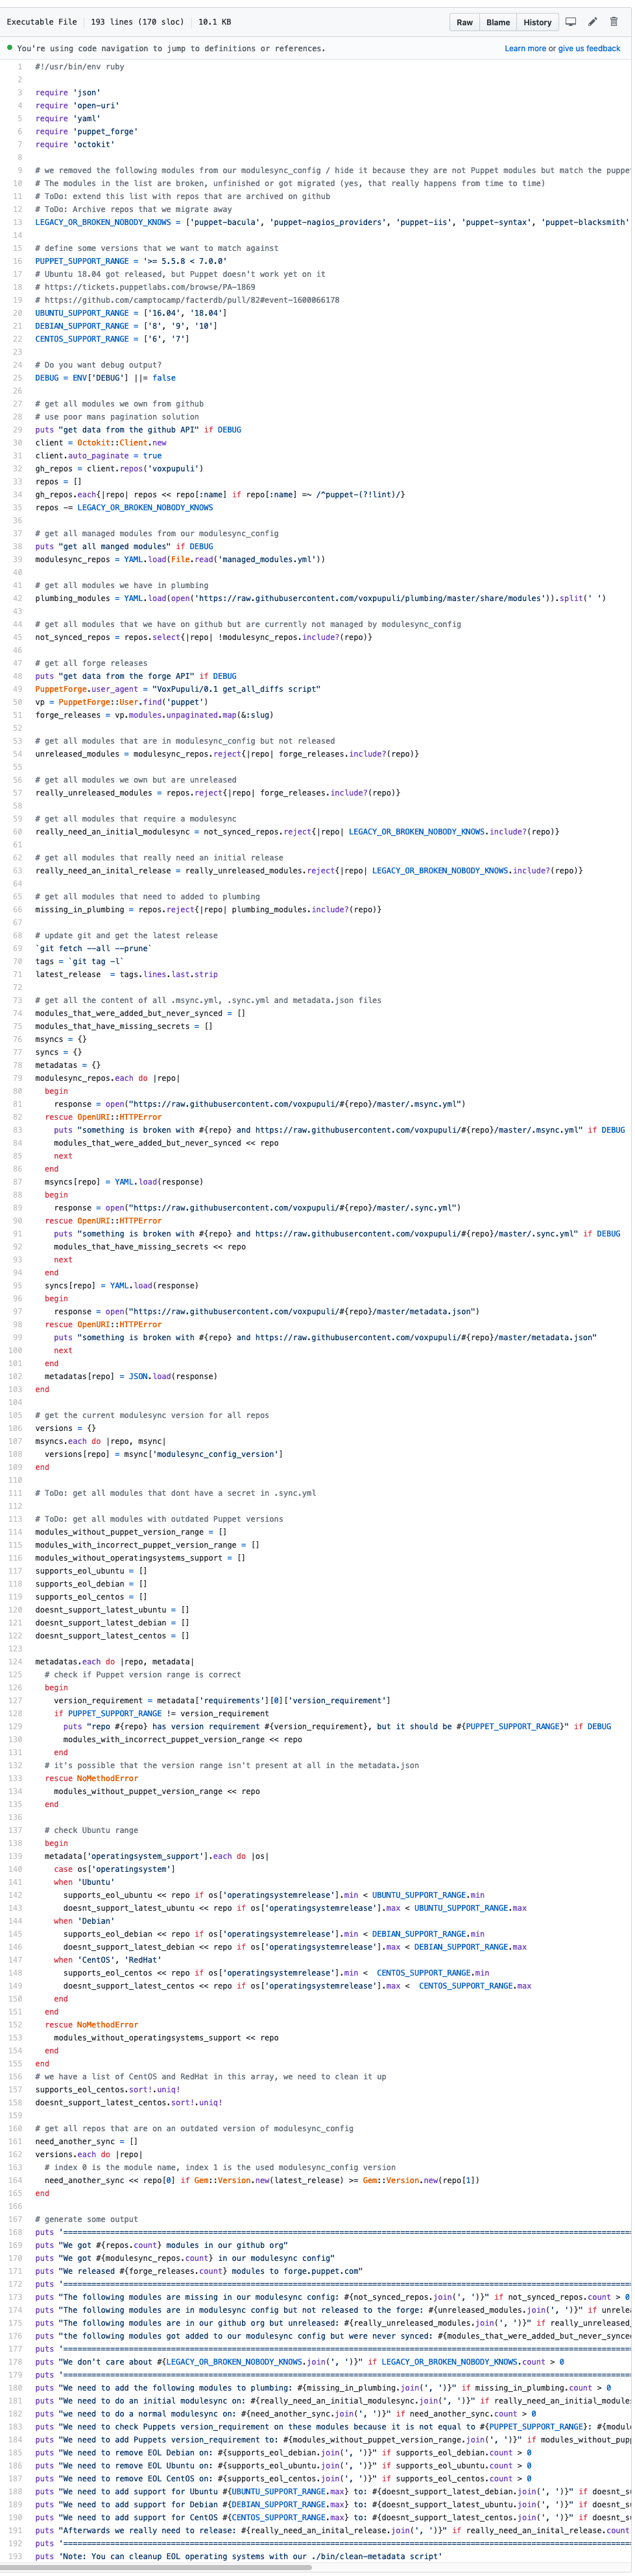 Executable File 193 lines (170 sloc) 10.1 KB Raw Blame History
You're using code navigation to jump to definitions or references. Learn more or give us feedback
1 #!/usr/bin/env ruby
2
3 require 'json'
4 require 'open-uri'
5 require 'yaml'
6 require 'puppet_forge'
7 require 'octokit'
8
9 # we removed the following modules from our modulesync_config / hide it because they are not Puppet modules but match the puppe
10 # The modules in the list are broken, unfinished or got migrated (yes, that really happens from time to time)
11 # ToDo: extend this list with repos that are archived on github
12 # ToDo: Archive repos that we migrate away
13 LEGACY_OR_BROKEN_NOBODY_KNOWS = ['puppet-bacula', 'puppet-nagios_providers', 'puppet-iis', 'puppet-syntax', 'puppet-blacksmith'
14
15 # define some versions that we want to match against
16 PUPPET_SUPPORT_RANGE = '>= 5.5.8 < 7.0.0'
17 # Ubuntu 18.04 got released, but Puppet doesn't work yet on it
18 # https://tickets.puppetlabs.com/browse/PA-1869
19 # https://github.com/camptocamp/facterdb/pull/82#event-1600066178
20 UBUNTU_SUPPORT_RANGE = ['16.04', '18.04']
21 DEBIAN_SUPPORT_RANGE = ['8', '9', '10']
22 CENTOS_SUPPORT_RANGE = ['6', '7']
23
24 # Do you want debug output?
25 DEBUG = ENV['DEBUG'] ||= false
26
27 # get all modules we own from github
28 # use poor mans pagination solution
29 puts "get data from the github API" if DEBUG
30 client = Octokit::Client.new
31 client.auto_paginate = true
32 gh_repos = client.repos('voxpupuli')
33 repos = []
34 gh_repos.each{|repo| repos << repo[:name] if repo[:name] =~ /^puppet-(?!lint)/}
35 repos -= LEGACY_OR_BROKEN_NOBODY_KNOWS
36
37 # get all managed modules from our modulesync_config
38 puts "get all manged modules" if DEBUG
39 modulesync_repos = YAML.load(File.read('managed_modules.yml'))
40
41 # get all modules we have in plumbing
42 plumbing_modules = YAML.load(open('https://raw.githubusercontent.com/voxpupuli/plumbing/master/share/modules')).split(' ')
43
44 # get all modules that we have on github but are currently not managed by modulesync_config
45 not_synced_repos = repos.select{|repo| !modulesync_repos.include?(repo)}
46
47 # get all forge releases
48 puts "get data from the forge API" if DEBUG
49 PuppetForge.user_agent = "VoxPupuli/0.1 get_all_diffs script"
50 vp = PuppetForge::User.find('puppet')
51 forge_releases = vp.modules.unpaginated.map(&:slug)
52
53 # get all modules that are in modulesync_config but not released
54 unreleased_modules = modulesync_repos.reject{|repo| forge_releases.include?(repo)}
55
56 # get all modules we own but are unreleased
57 really_unreleased_modules = repos.reject{|repo| forge_releases.include?(repo)}
58
59 # get all modules that require a modulesync
60 really_need_an_initial_modulesync = not_synced_repos.reject{|repo| LEGACY_OR_BROKEN_NOBODY_KNOWS.include?(repo)}
61
62 # get all modules that really need an initial release
63 really_need_an_inital_release = really_unreleased_modules.reject{|repo| LEGACY_OR_BROKEN_NOBODY_KNOWS.include?(repo)}
64
65 # get all modules that need to added to plumbing
66 missing_in_plumbing = repos.reject{|repo| plumbing_modules.include?(repo)}
67
68 # update git and get the latest release
69 `git fetch --all --prune`
70 tags = `git tag -l`
71 latest_release  = tags.lines.last.strip
72
73 # get all the content of all .msync.yml, .sync.yml and metadata.json files
74 modules_that_were_added_but_never_synced = []
75 modules_that_have_missing_secrets = []
76 msyncs = {}
77 syncs = {}
78 metadatas = {}
79 modulesync_repos.each do |repo|
80   begin
81     response = open("https://raw.githubusercontent.com/voxpupuli/#{repo}/master/.msync.yml")
82   rescue OpenURI::HTTPError
83     puts "something is broken with #{repo} and https://raw.githubusercontent.com/voxpupuli/#{repo}/master/.msync.yml" if DEBUG
84     modules_that_were_added_but_never_synced << repo
85     next
86   end
87   msyncs[repo] = YAML.load(response)
88   begin
89     response = open("https://raw.githubusercontent.com/voxpupuli/#{repo}/master/.sync.yml")
90   rescue OpenURI::HTTPError
91     puts "something is broken with #{repo} and https://raw.githubusercontent.com/voxpupuli/#{repo}/master/.sync.yml" if DEBUG
92     modules_that_have_missing_secrets << repo
93     next
94   end
95   syncs[repo] = YAML.load(response)
96   begin
97     response = open("https://raw.githubusercontent.com/voxpupuli/#{repo}/master/metadata.json")
98   rescue OpenURI::HTTPError
99     puts "something is broken with #{repo} and https://raw.githubusercontent.com/voxpupuli/#{repo}/master/metadata.json"
100     next
101   end
102   metadatas[repo] = JSON.load(response)
103 end
104
105 # get the current modulesync version for all repos
106 versions = {}
107 msyncs.each do |repo, msync|
108   versions[repo] = msync['modulesync_config_version']
109 end
110
111 # ToDo: get all modules that dont have a secret in .sync.yml
112
113 # ToDo: get all modules with outdated Puppet versions
114 modules_without_puppet_version_range = []
115 modules_with_incorrect_puppet_version_range = []
116 modules_without_operatingsystems_support = []
117 supports_eol_ubuntu = []
118 supports_eol_debian = []
119 supports_eol_centos = []
120 doesnt_support_latest_ubuntu = []
121 doesnt_support_latest_debian = []
122 doesnt_support_latest_centos = []
123
124 metadatas.each do |repo, metadata|
125   # check if Puppet version range is correct
126   begin
127     version_requirement = metadata['requirements'][0]['version_requirement']
128     if PUPPET_SUPPORT_RANGE != version_requirement
129       puts "repo #{repo} has version requirement #{version_requirement}, but it should be #{PUPPET_SUPPORT_RANGE}" if DEBUG
130       modules_with_incorrect_puppet_version_range << repo
131     end
132   # it's possible that the version range isn't present at all in the metadata.json
133   rescue NoMethodError
134     modules_without_puppet_version_range << repo
135   end
136
137   # check Ubuntu range
138   begin
139   metadata['operatingsystem_support'].each do |os|
140     case os['operatingsystem']
141     when 'Ubuntu'
142       supports_eol_ubuntu << repo if os['operatingsystemrelease'].min < UBUNTU_SUPPORT_RANGE.min
143       doesnt_support_latest_ubuntu << repo if os['operatingsystemrelease'].max < UBUNTU_SUPPORT_RANGE.max
144     when 'Debian'
145       supports_eol_debian << repo if os['operatingsystemrelease'].min < DEBIAN_SUPPORT_RANGE.min
146       doesnt_support_latest_debian << repo if os['operatingsystemrelease'].max < DEBIAN_SUPPORT_RANGE.max
147     when 'CentOS', 'RedHat'
148       supports_eol_centos << repo if os['operatingsystemrelease'].min <  CENTOS_SUPPORT_RANGE.min
149       doesnt_support_latest_centos << repo if os['operatingsystemrelease'].max <  CENTOS_SUPPORT_RANGE.max
150     end
151   end
152   rescue NoMethodError
153     modules_without_operatingsystems_support << repo
154   end
155 end
156 # we have a list of CentOS and RedHat in this array, we need to clean it up
157 supports_eol_centos.sort!.uniq!
158 doesnt_support_latest_centos.sort!.uniq!
159
160 # get all repos that are on an outdated version of modulesync_config
161 need_another_sync = []
162 versions.each do |repo|
163   # index 0 is the module name, index 1 is the used modulesync_config version
164   need_another_sync << repo[0] if Gem::Version.new(latest_release) >= Gem::Version.new(repo[1])
165 end
166
167 # generate some output
168 puts '==========================================================================================================================
169 puts "We got #{repos.count} modules in our github org"
170 puts "We got #{modulesync_repos.count} in our modulesync config"
171 puts "We released #{forge_releases.count} modules to forge.puppet.com"
172 puts '==========================================================================================================================
173 puts "The following modules are missing in our modulesync config: #{not_synced_repos.join(', ')}" if not_synced_repos.count > 0
174 puts "The following modules are in modulesync config but not released to the forge: #{unreleased_modules.join(', ')}" if unrelea
175 puts "The following modules are in our github org but unreleased: #{really_unreleased_modules.join(', ')}" if really_unreleased_
176 puts "the following modules got added to our modulesync config but were never synced: #{modules_that_were_added_but_never_synced
177 puts '==========================================================================================================================
178 puts "We don't care about #{LEGACY_OR_BROKEN_NOBODY_KNOWS.join(', ')}" if LEGACY_OR_BROKEN_NOBODY_KNOWS.count > 0
179 puts '==========================================================================================================================
180 puts "We need to add the following modules to plumbing: #{missing_in_plumbing.join(', ')}" if missing_in_plumbing.count > 0
181 puts "We need to do an initial modulesync on: #{really_need_an_initial_modulesync.join(', ')}" if really_need_an_initial_module
182 puts "we need to do a normal modulesync on: #{need_another_sync.join(', ')}" if need_another_sync.count > 0
183 puts "We need to check Puppets version_requirement on these modules because it is not equal to #{PUPPET_SUPPORT_RANGE}: #{modul
184 puts "We need to add Puppets version_requirement to: #{modules_without_puppet_version_range.join(', ')}" if modules_without_pup
185 puts "We need to remove EOL Debian on: #{supports_eol_debian.join(', ')}" if supports_eol_debian.count > 0
186 puts "We need to remove EOL Ubuntu on: #{supports_eol_ubuntu.join(', ')}" if supports_eol_ubuntu.count > 0
187 puts "We need to remove EOL CentOS on: #{supports_eol_centos.join(', ')}" if supports_eol_centos.count > 0
188 puts "We need to add support for Ubuntu #{UBUNTU_SUPPORT_RANGE.max} to: #{doesnt_support_latest_debian.join(', ')}" if doesnt_s
189 puts "We need to add support for Debian #{DEBIAN_SUPPORT_RANGE.max} to: #{doesnt_support_latest_ubuntu.join(', ')}" if doesnt_su
190 puts "We need to add support for CentOS #{CENTOS_SUPPORT_RANGE.max} to: #{doesnt_support_latest_centos.join(', ')}" if doesnt_s
191 puts "Afterwards we really need to release: #{really_need_an_inital_release.join(', ')}" if really_need_an_inital_release.count
192 puts '==========================================================================================================================
193 puts 'Note: You can cleanup EOL operating systems with our ./bin/clean-metadata script'